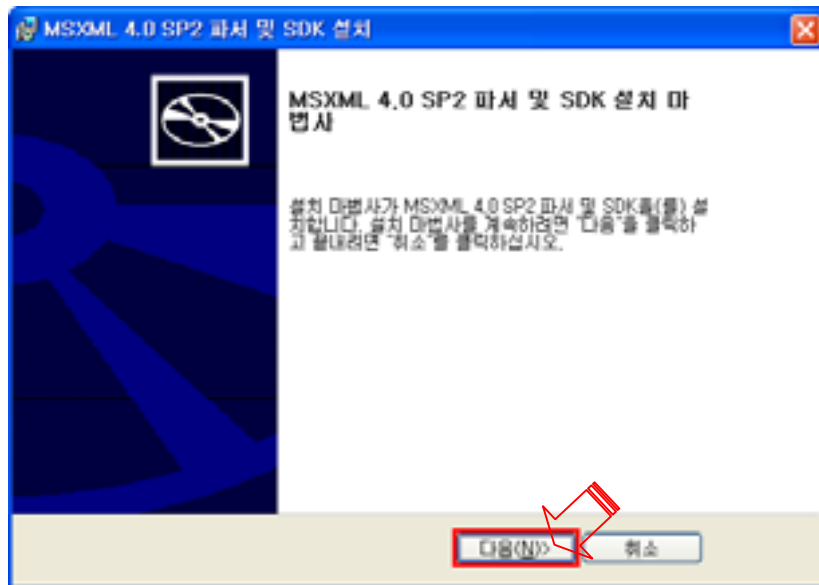 MSXML 4.0 SP2 파서 및 SDK 설치
MSXML 4.0 SP2 파서 및 SDK 설치 마
법사
설치 마법사가 MSXML 4.0 SP2 파서 및 SDK을(를) 설
치합니다. 설치 마법사를 계속하려면 "다음"을 클릭하
고 끝내려면 "취소"를 클릭하십시오.
다음(N)>
취소